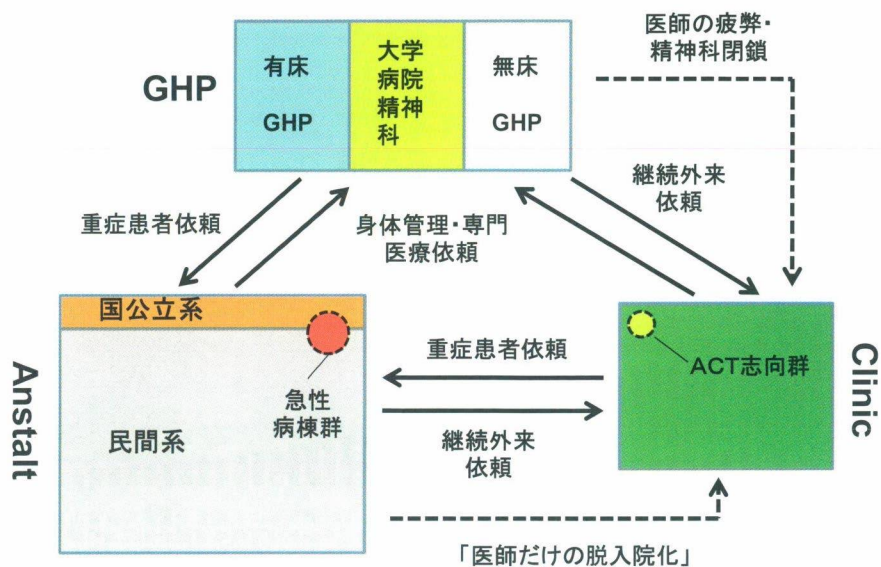 医師の疲弊・
精神科閉鎖
GHP
有床
GHP
大学
病院
精神
科
無床
GHP
継続外来
依頼
重症患者依頼
身体管理・専門
医療依頼
国公立系
Anstalt
民間系
急性
病棟群
重症患者依頼
継続外来
依頼
ACT志向群
Clinic
「医師だけの脱入院化」